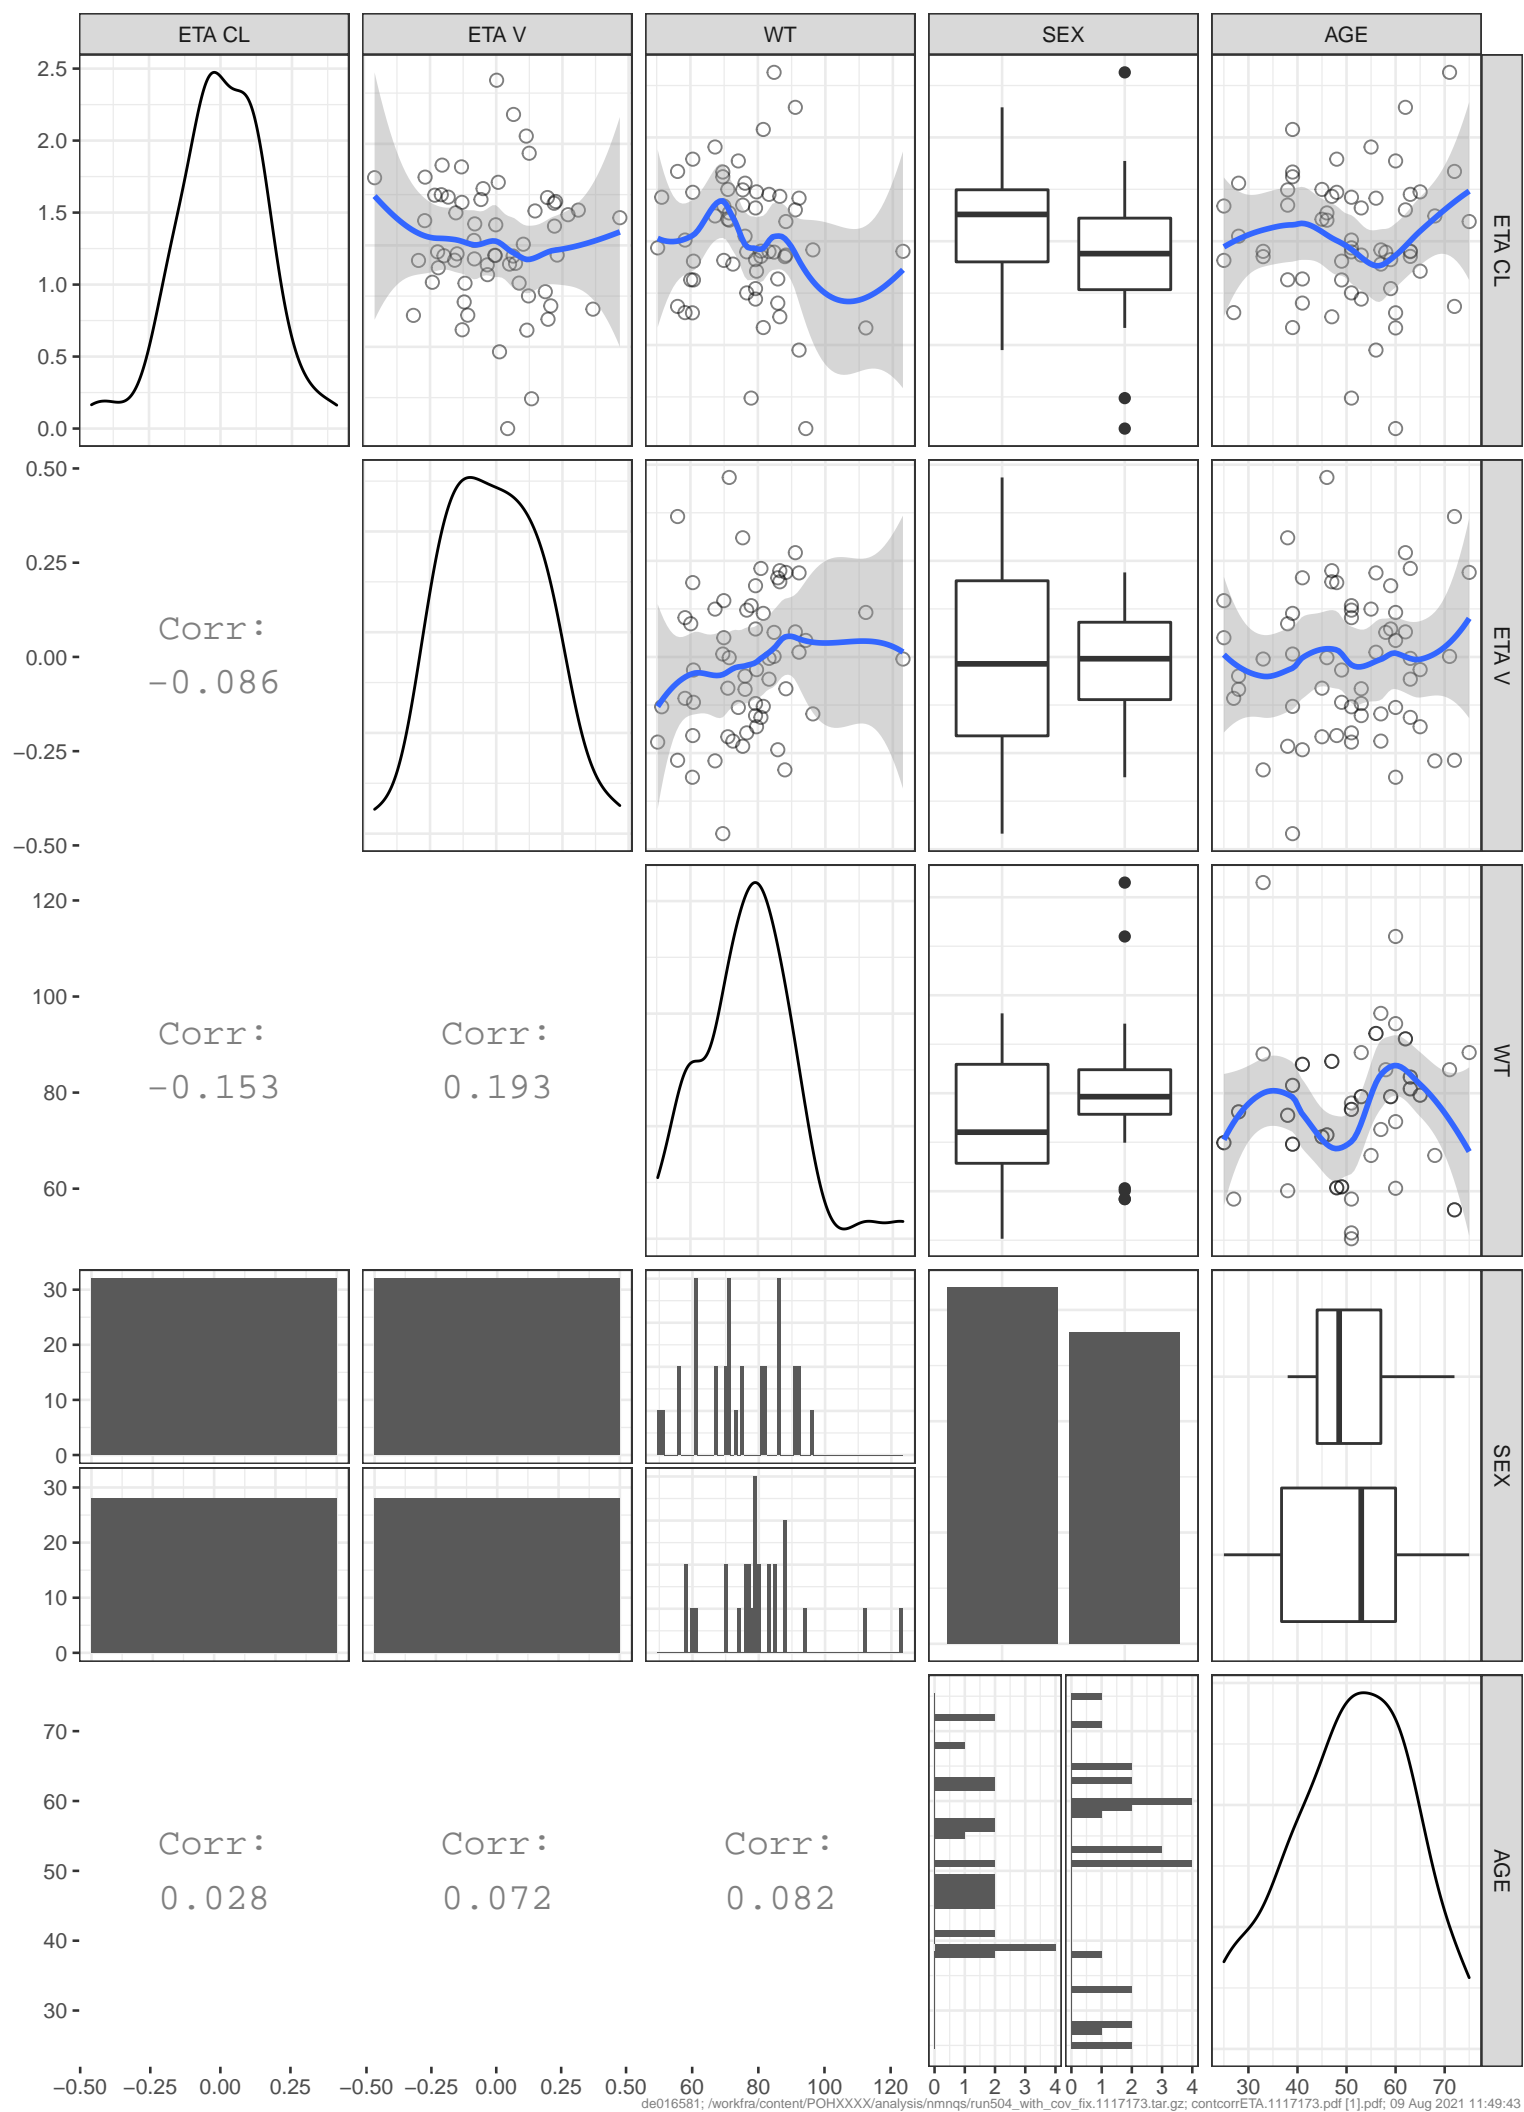 ETA CL ETA V WT SEX AGE
2.5
2.0
1.5
1.0
0.5
0.0
ETA CL
0.50
0.25
0.00
−0.25
−0.50
Corr:
−0.086
ETA V
120
100
80
60
Corr:
−0.153
Corr:
0.193
WT
30
20
10
0
30
20
10
0
SEX
70
60
50
40
30
Corr:
0.028
Corr:
0.072
Corr:
0.082
AGE
−0.50 −0.25 0.00 0.25 −0.50 −0.25 0.00 0.25 0.50 60 80 100 120 0 1 2 3 4 0 1 2 3 4 30 40 50 60 70
de016581; /workfra/content/POHXXXX/analysis/nmnqs/run504_with_cov_fix.1117173.tar.gz; contcorrETA.1117173.pdf [1].pdf; 09 Aug 2021 11:49:43